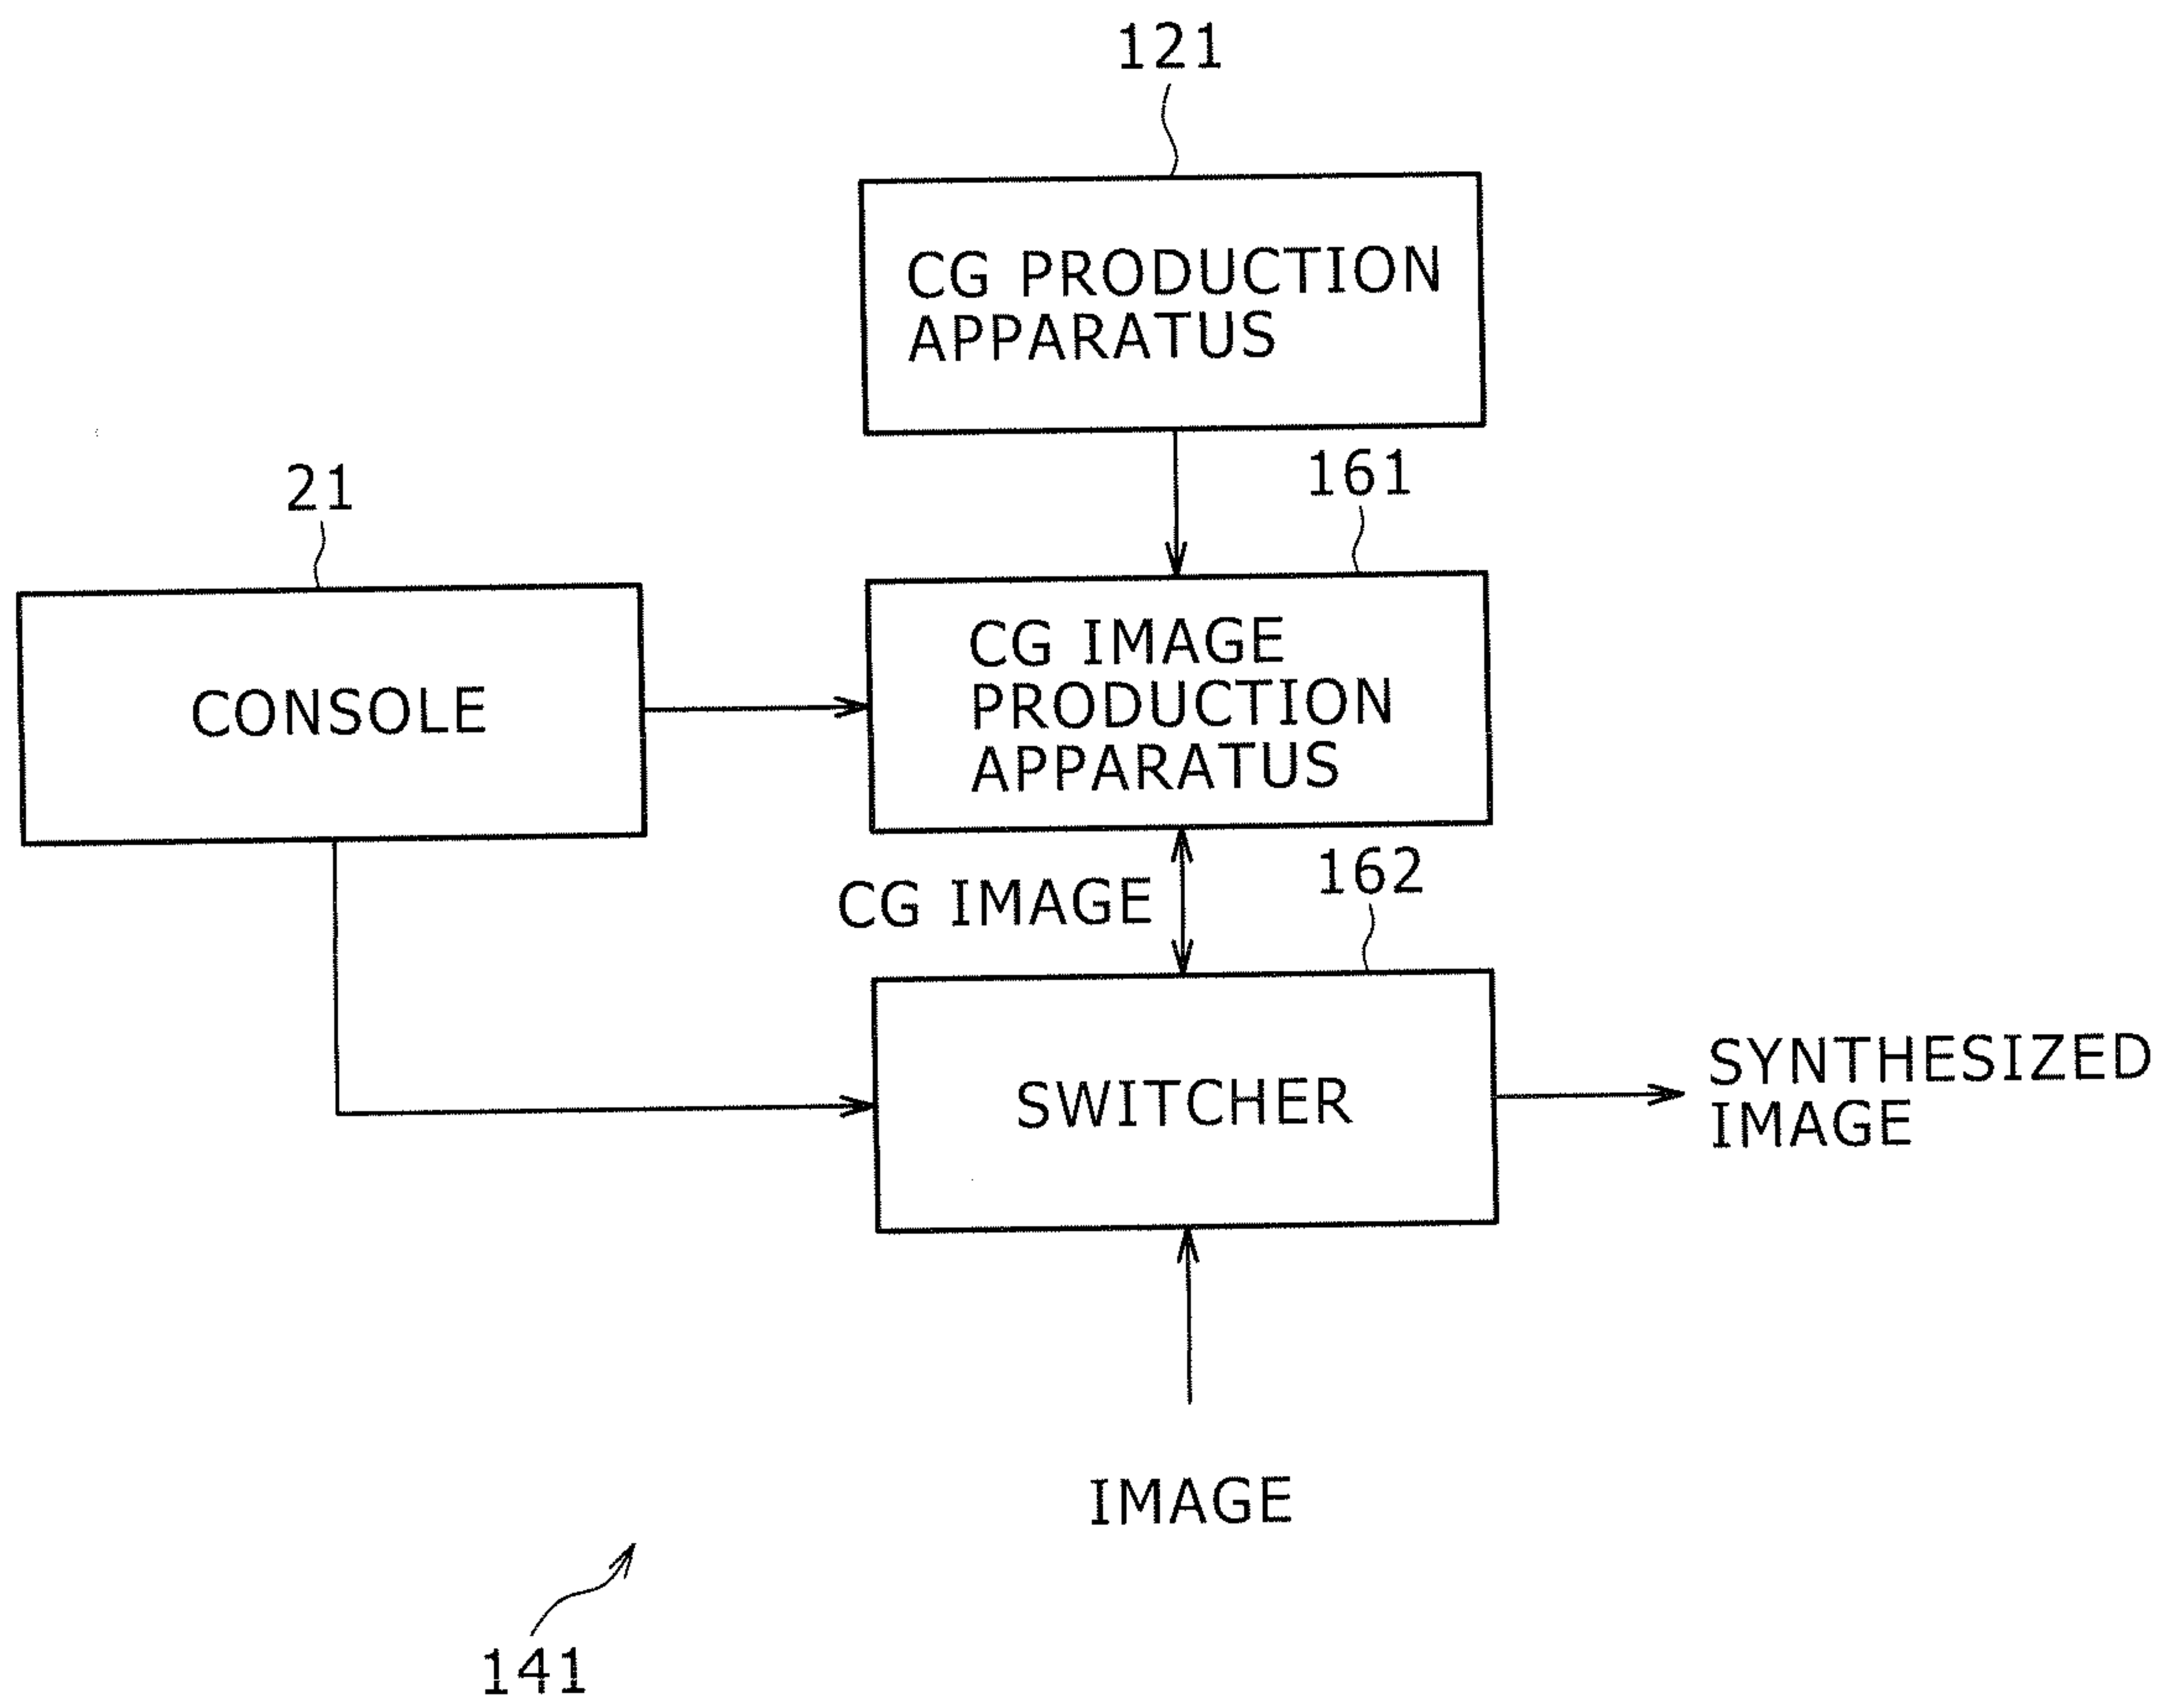 121
CG PRODUCTION
APPARATUS
21
161
CONSOLE
CG IMAGE
PRODUCTION
APPARATUS
CG IMAGE
162
SWITCHER
SYNTHESIZED
IMAGE
IMAGE
141